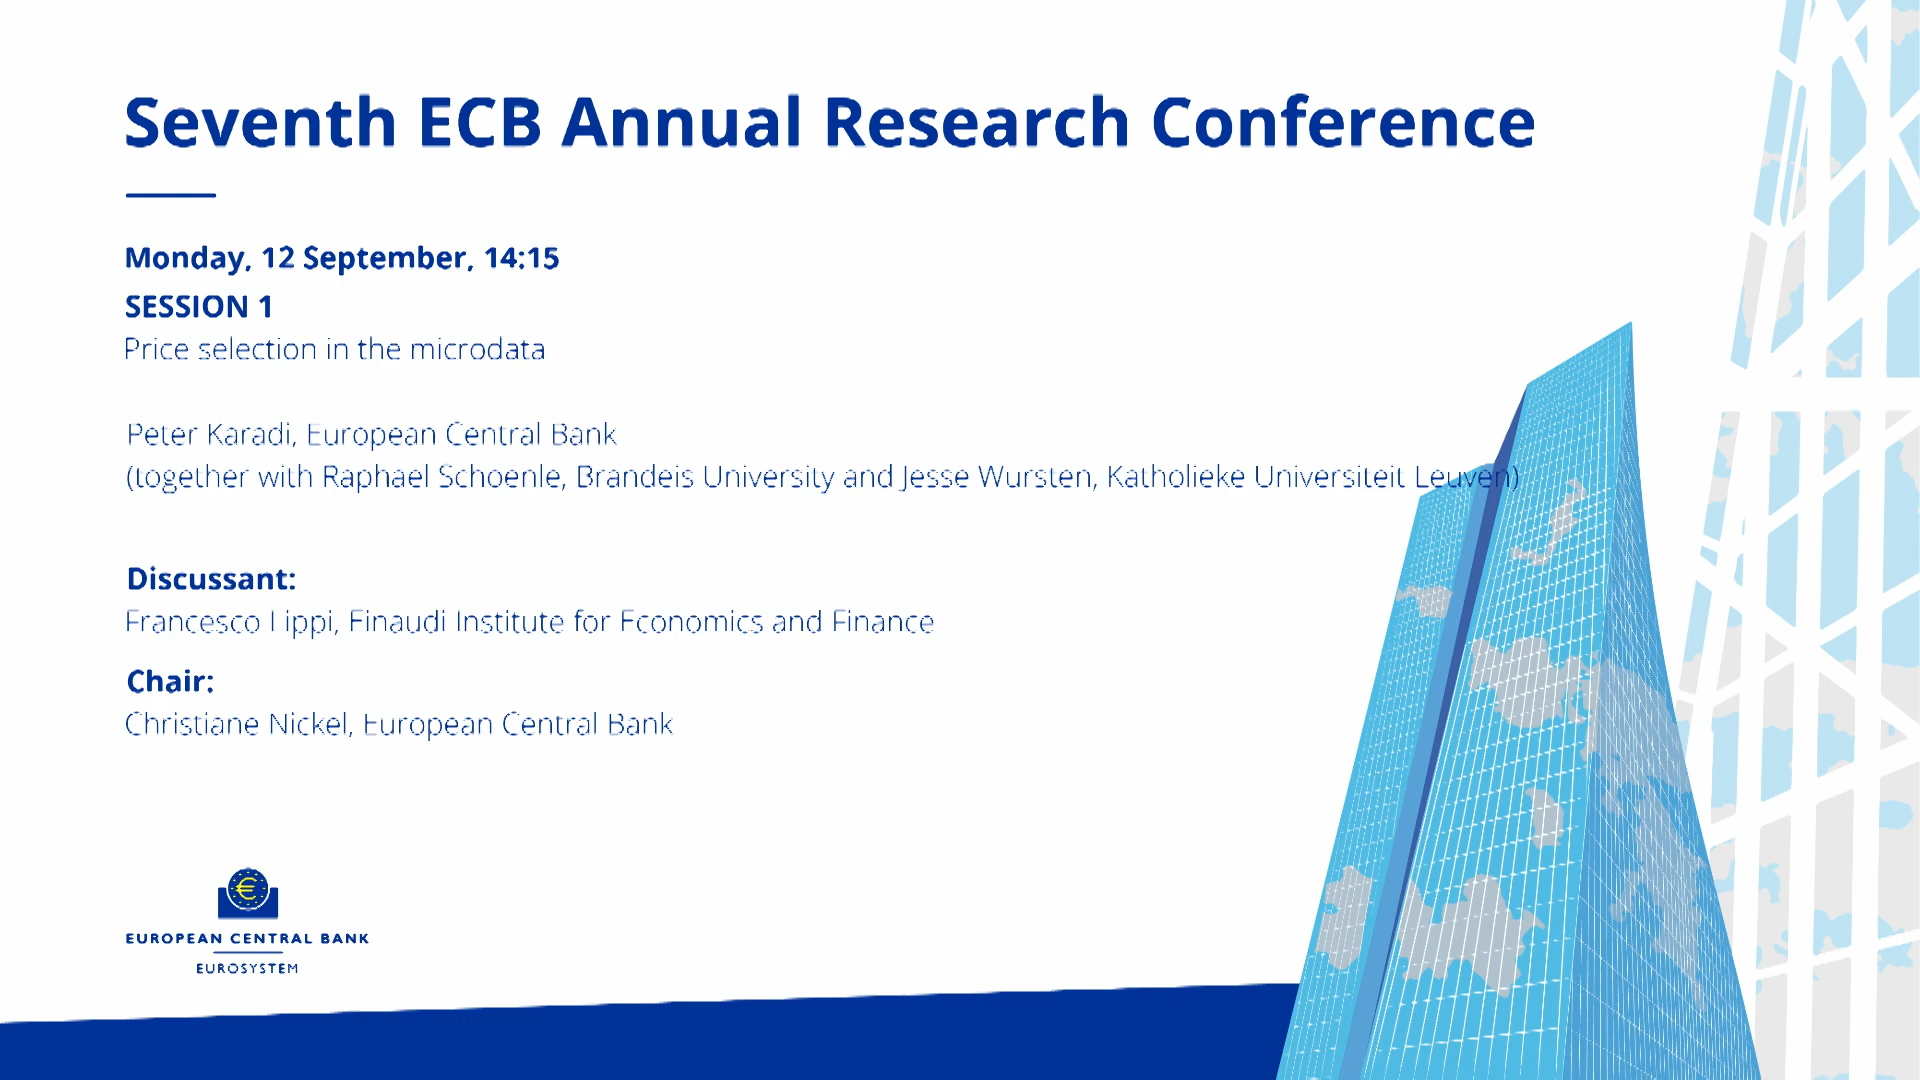 Seventh ECB Annual Research Conference
Monday, 12 September, 14:15
SESSION 1
Price selection in the microdata
Peter Karadi, European Central Bank
(together with Raphael Schoenle, Brandeis University and Jesse Wursten, Katholieke Universiteit Leuven)
Discussant:
Francesco Lippi, Einaudi Institute for Economics and Finance
Chair:
Christiane Nickel, European Central Bank
EUROPEAN CENTRAL BANK
EUROSYSTEM